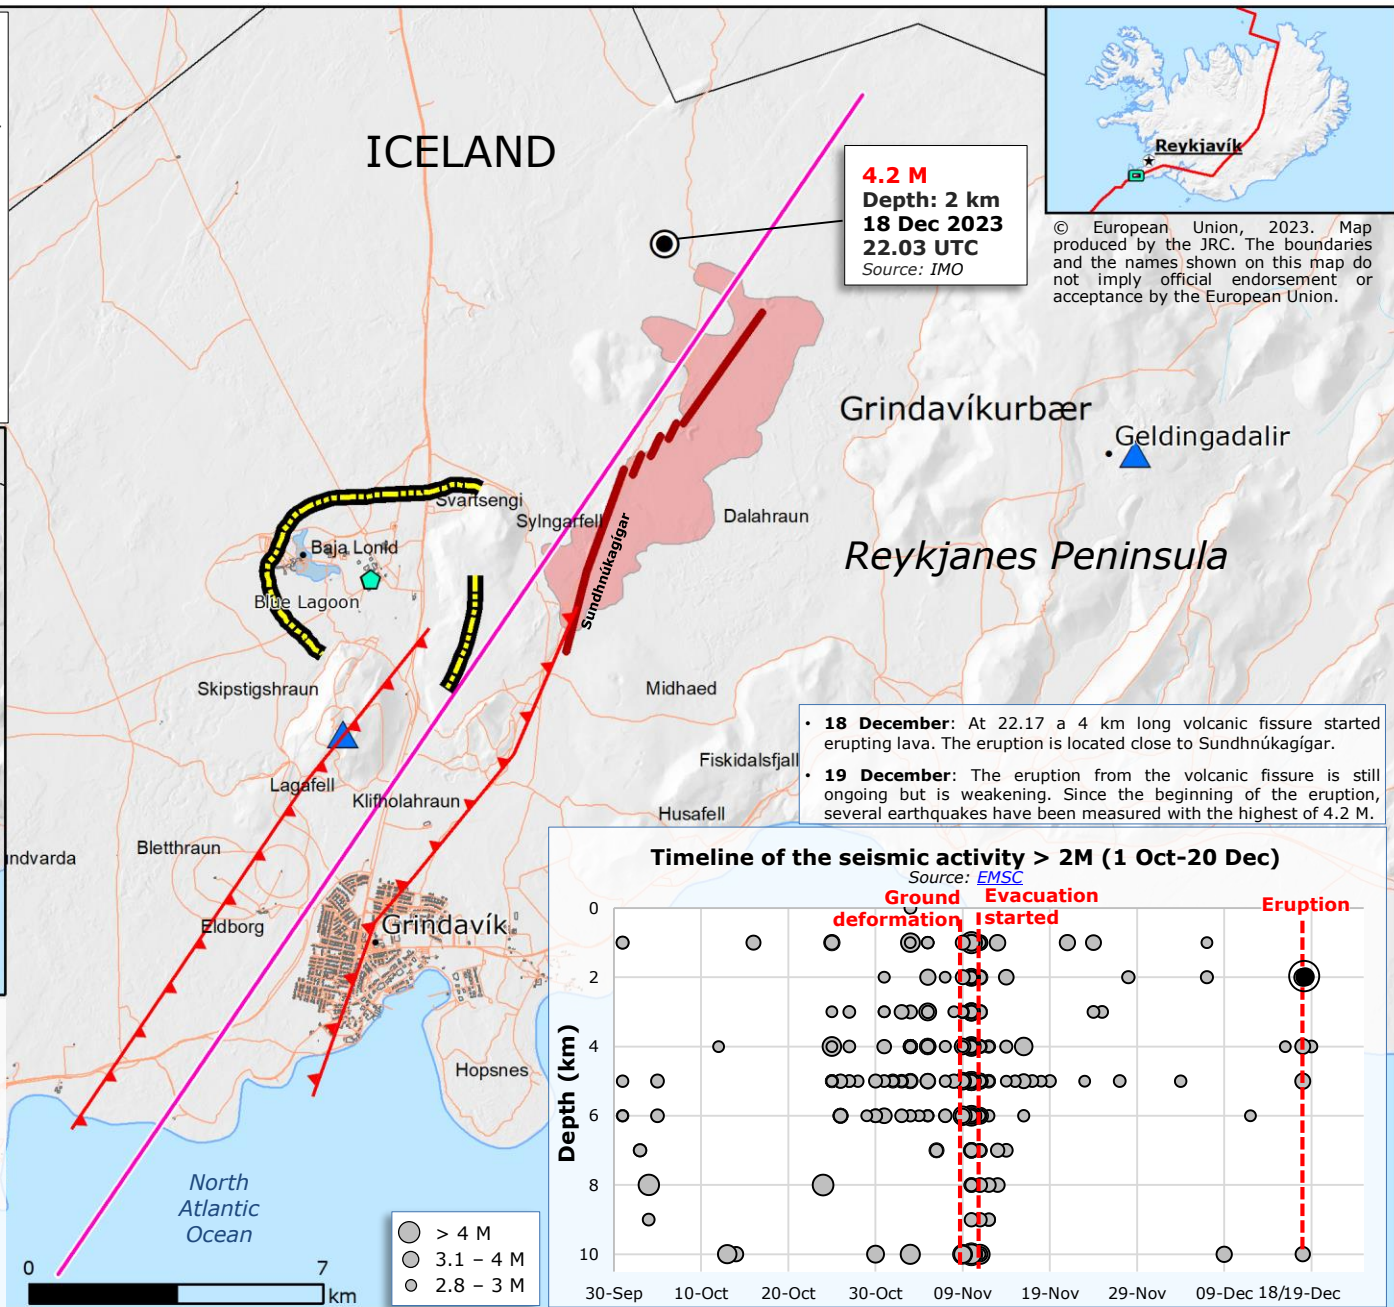 ICELAND
Reykjavík
4.2 M
Depth: 2 km
18 Dec 2023
22.03 UTC
Source: IMO
© European Union, 2023. Map
produced by the JRC. The boundaries
and the names shown on this map do
not imply official endorsement or
acceptance by the European Union.
Grindavíkurbær
Geldingadalir
Svartsengi
Sylngarfell
Dalahraun
Baja Lonid
Reykjanes Peninsula
Sundhnúkagígar
Blue Lagoon
Skipstigshraun
Midhaed
Fiskidalsfjall
Lagafell
Klifholahraun
Husafell
Bletthraun
undvarda
Eldborg
Grindavík
Hopsnes
North
Atlantic
Ocean
• 18 December: At 22.17 a 4 km long volcanic fissure started
erupting lava. The eruption is located close to Sundhnúkagígar.
• 19 December: The eruption from the volcanic fissure is still
ongoing but is weakening. Since the beginning of the eruption,
several earthquakes have been measured with the highest of 4.2 M.
Timeline of the seismic activity > 2M (1 Oct-20 Dec)
Source: EMSC
Ground
deformation
Evacuation
started
Eruption
Depth (km)
0
2
4
6
8
10
30-Sep 10-Oct 20-Oct 30-Oct 09-Nov 19-Nov 29-Nov 09-Dec 18/19-Dec
> 4 M
3.1 – 4 M
2.8 – 3 M
0 7
km